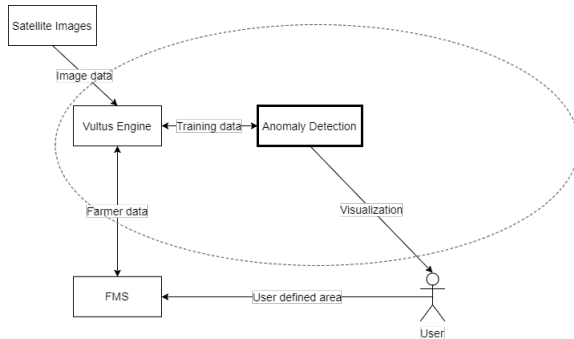 Satellite Images
Image data
Vultus Engine
Training data
Anomaly Detection
Farmer data
Visualization
FMS
User defined area
User